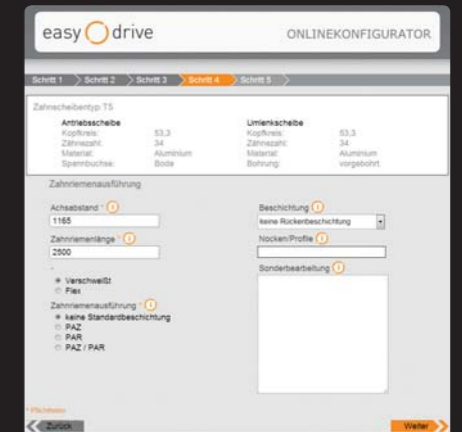 easy drive
ONLINEKONFIGURATOR
Schritt 1
Schritt 2
Schritt 3
Schritt 4
Schritt 5
Zahnscheibentyp: T5
Antriebsscheibe
Kopfkreis: 53,3
Zähnezahl: 34
Material: Aluminium
Spannbuchse: Bode
Umlenkscheibe
Kopfkreis: 53,3
Zähnezahl: 34
Material: Aluminium
Bohrung: vorgebohrt
Zahnriemenausführung
Achsabstand * i
1165
Zahnriemenlänge * i
2500
-
Verschweißt
Flex
Zahnriemenausführung * i
keine Standardbeschichtung
PAZ
PAR
PAZ / PAR
Beschichtung i
keine Rückenbeschichtung
Nocken/Profile i
Sonderbearbeitung i
* Pflichtfelder
Zurück
Weiter